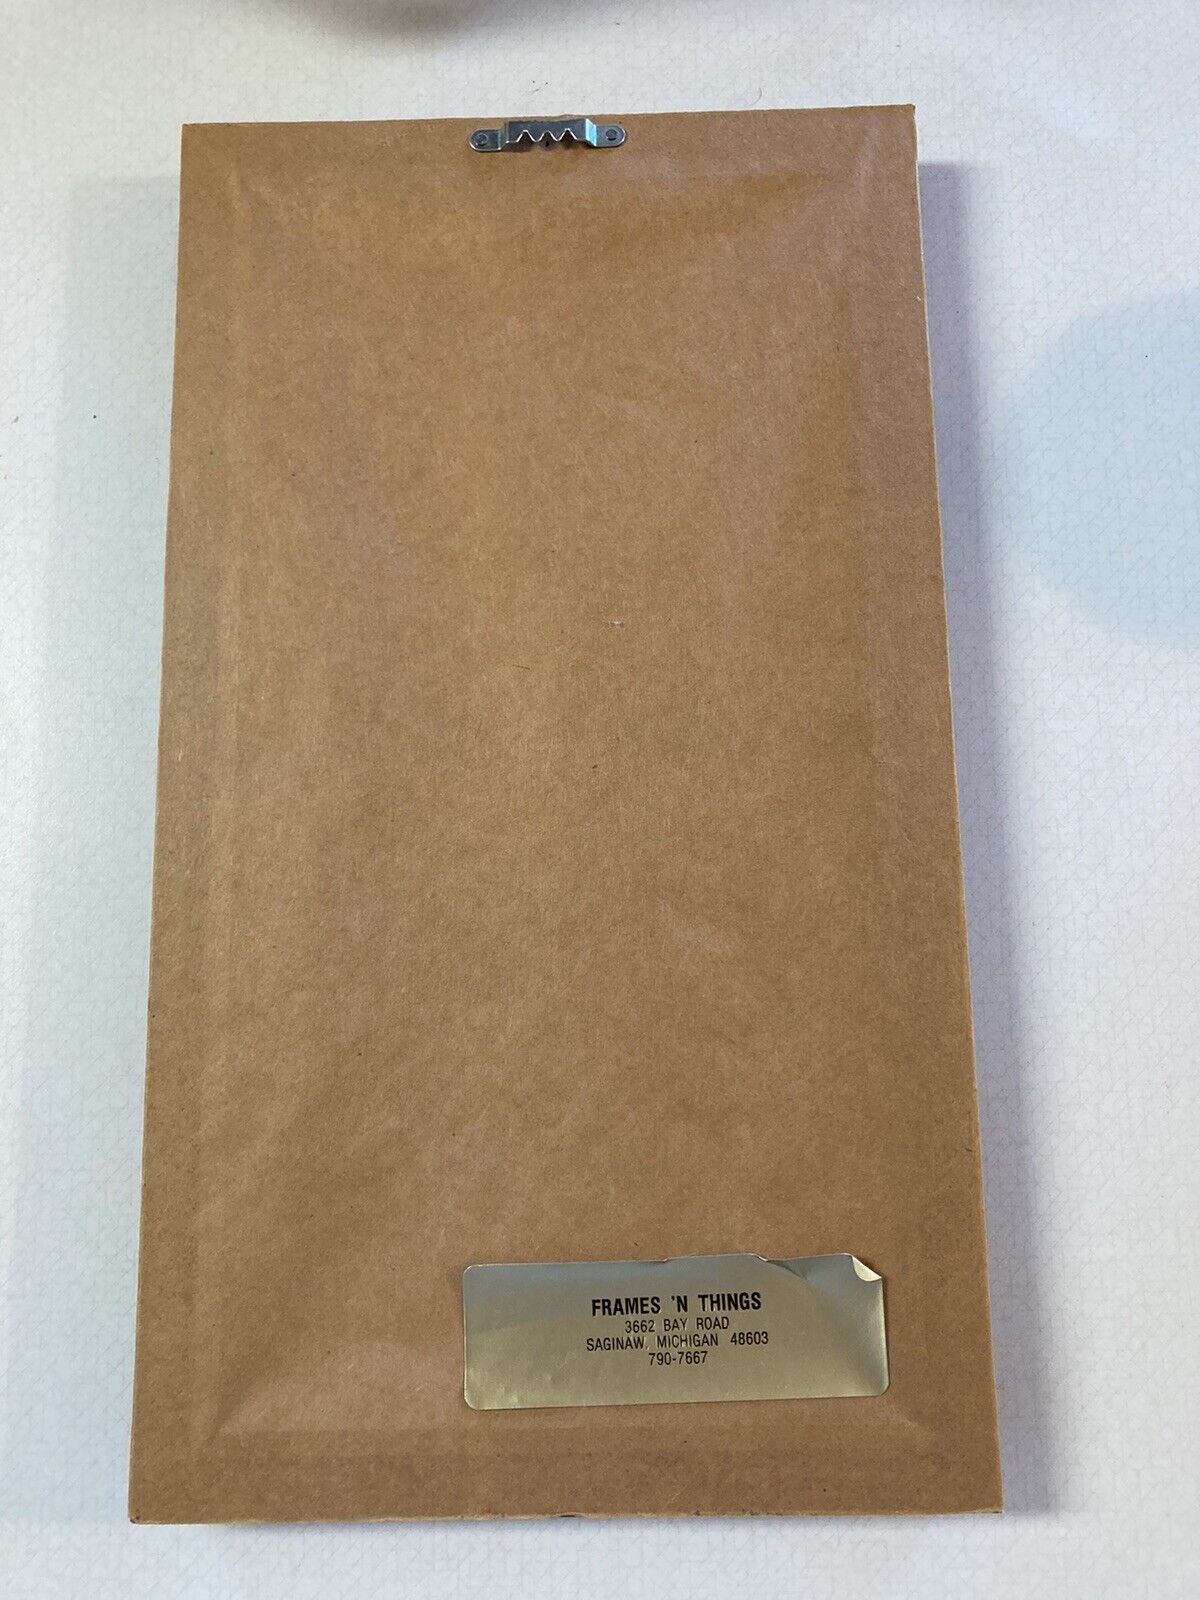 FRAMES 'N THINGS
3662 BAY ROAD
SAGINAW, MICHIGAN 48603
790-7667